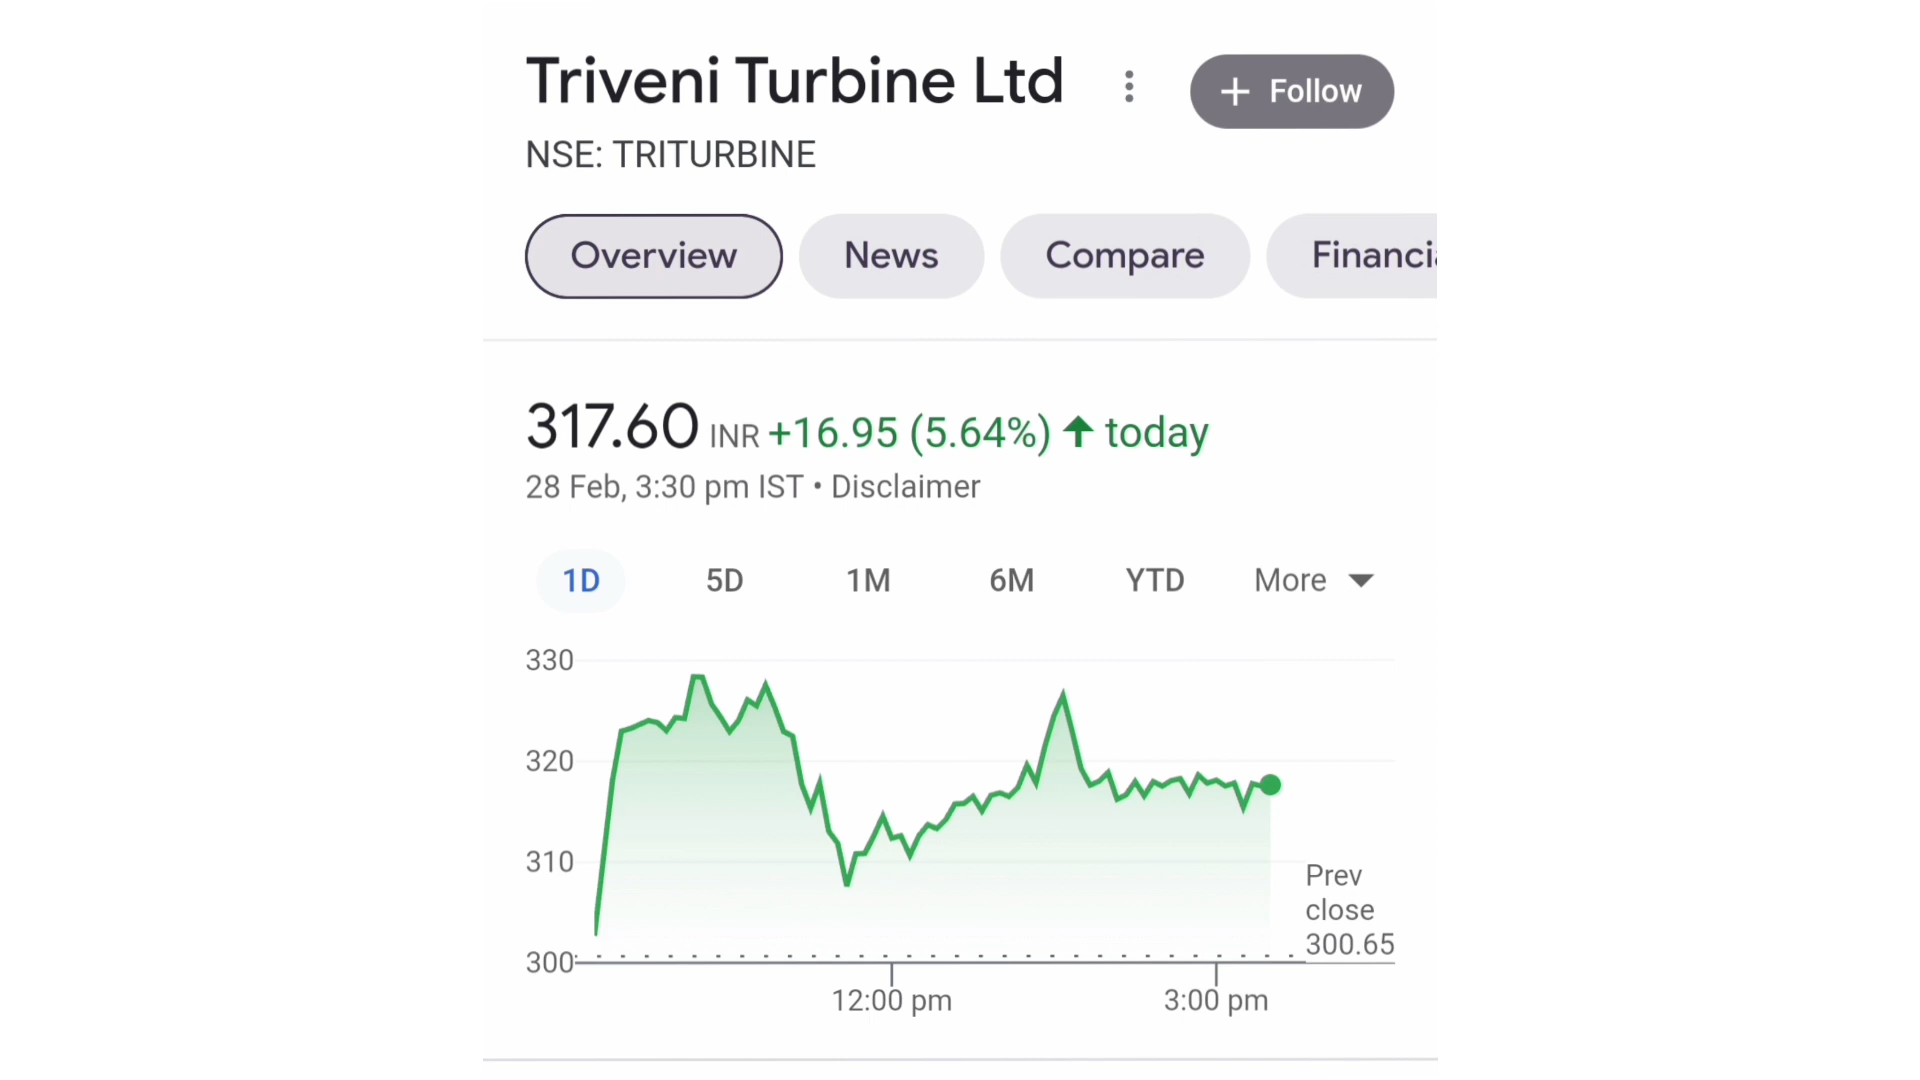 Triveni Turbine Ltd
+ Follow
NSE: TRITURBINE
Overview
News
Compare
Financi
317.60 INR +16.95 (5.64%) ↑ today
28 Feb, 3:30 pm IST • Disclaimer
1D
5D
1M
6M
YTD
More
330
320
310
300
Prev
close
300.65
12:00 pm
3:00 pm